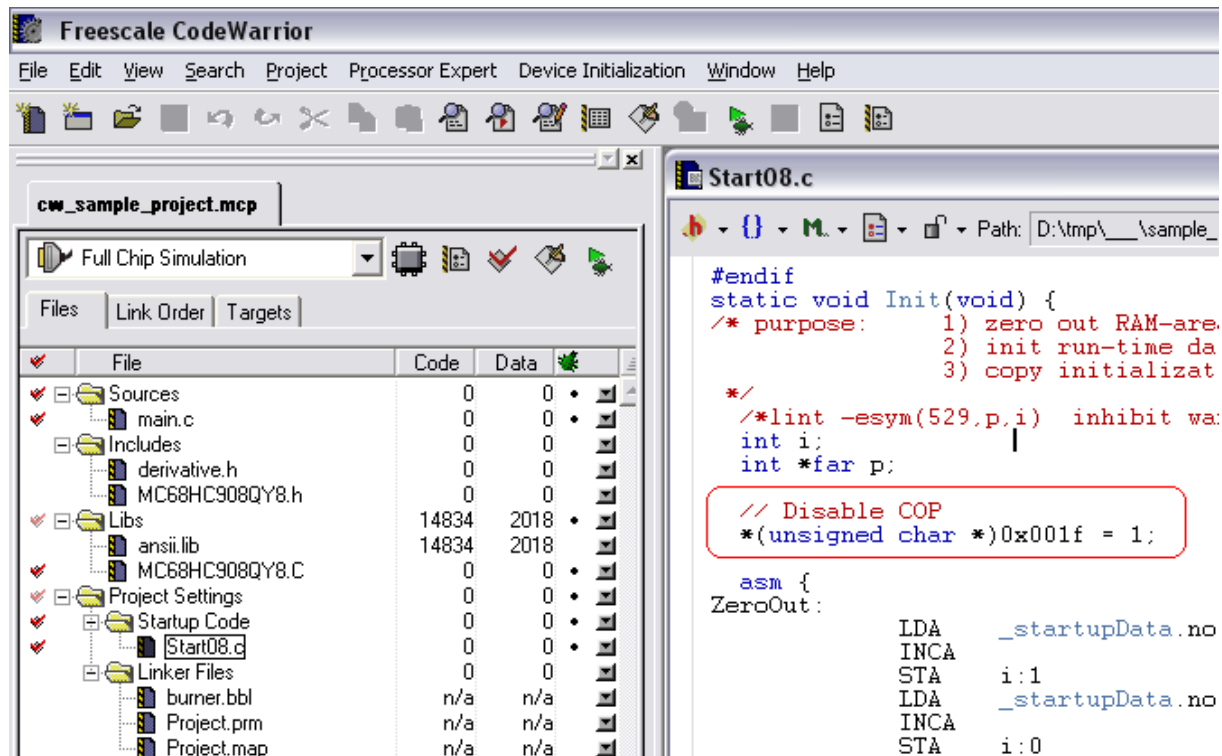 Freescale CodeWarrior
File Edit View Search Project Processor Expert Device Initialization Window Help
cw_sample_project.mcp
Full Chip Simulation
Files Link Order Targets
File Code Data
Sources 0 0
main.c 0 0
Includes 0 0
derivative.h 0 0
MC68HC908QY8.h 0 0
Libs 14834 2018
ansii.lib 14834 2018
MC68HC908QY8.C 0 0
Project Settings 0 0
Startup Code 0 0
Start08.c 0 0
Linker Files 0 0
burner.bbl n/a n/a
Project.prm n/a n/a
Project.map n/a n/a
Start08.c
h {} M. Path: D:\tmp\___\sample_
#endif
static void Init(void) {
/* purpose: 1) zero out RAM-area
2) init run-time da
3) copy initializat
*/
/*lint -esym(529,p,i) inhibit wa
int i;
int *far p;
// Disable COP
*(unsigned char *)0x001f = 1;
asm {
ZeroOut:
LDA _startupData.no
INCA
STA i:1
LDA _startupData.no
INCA
STA i:0